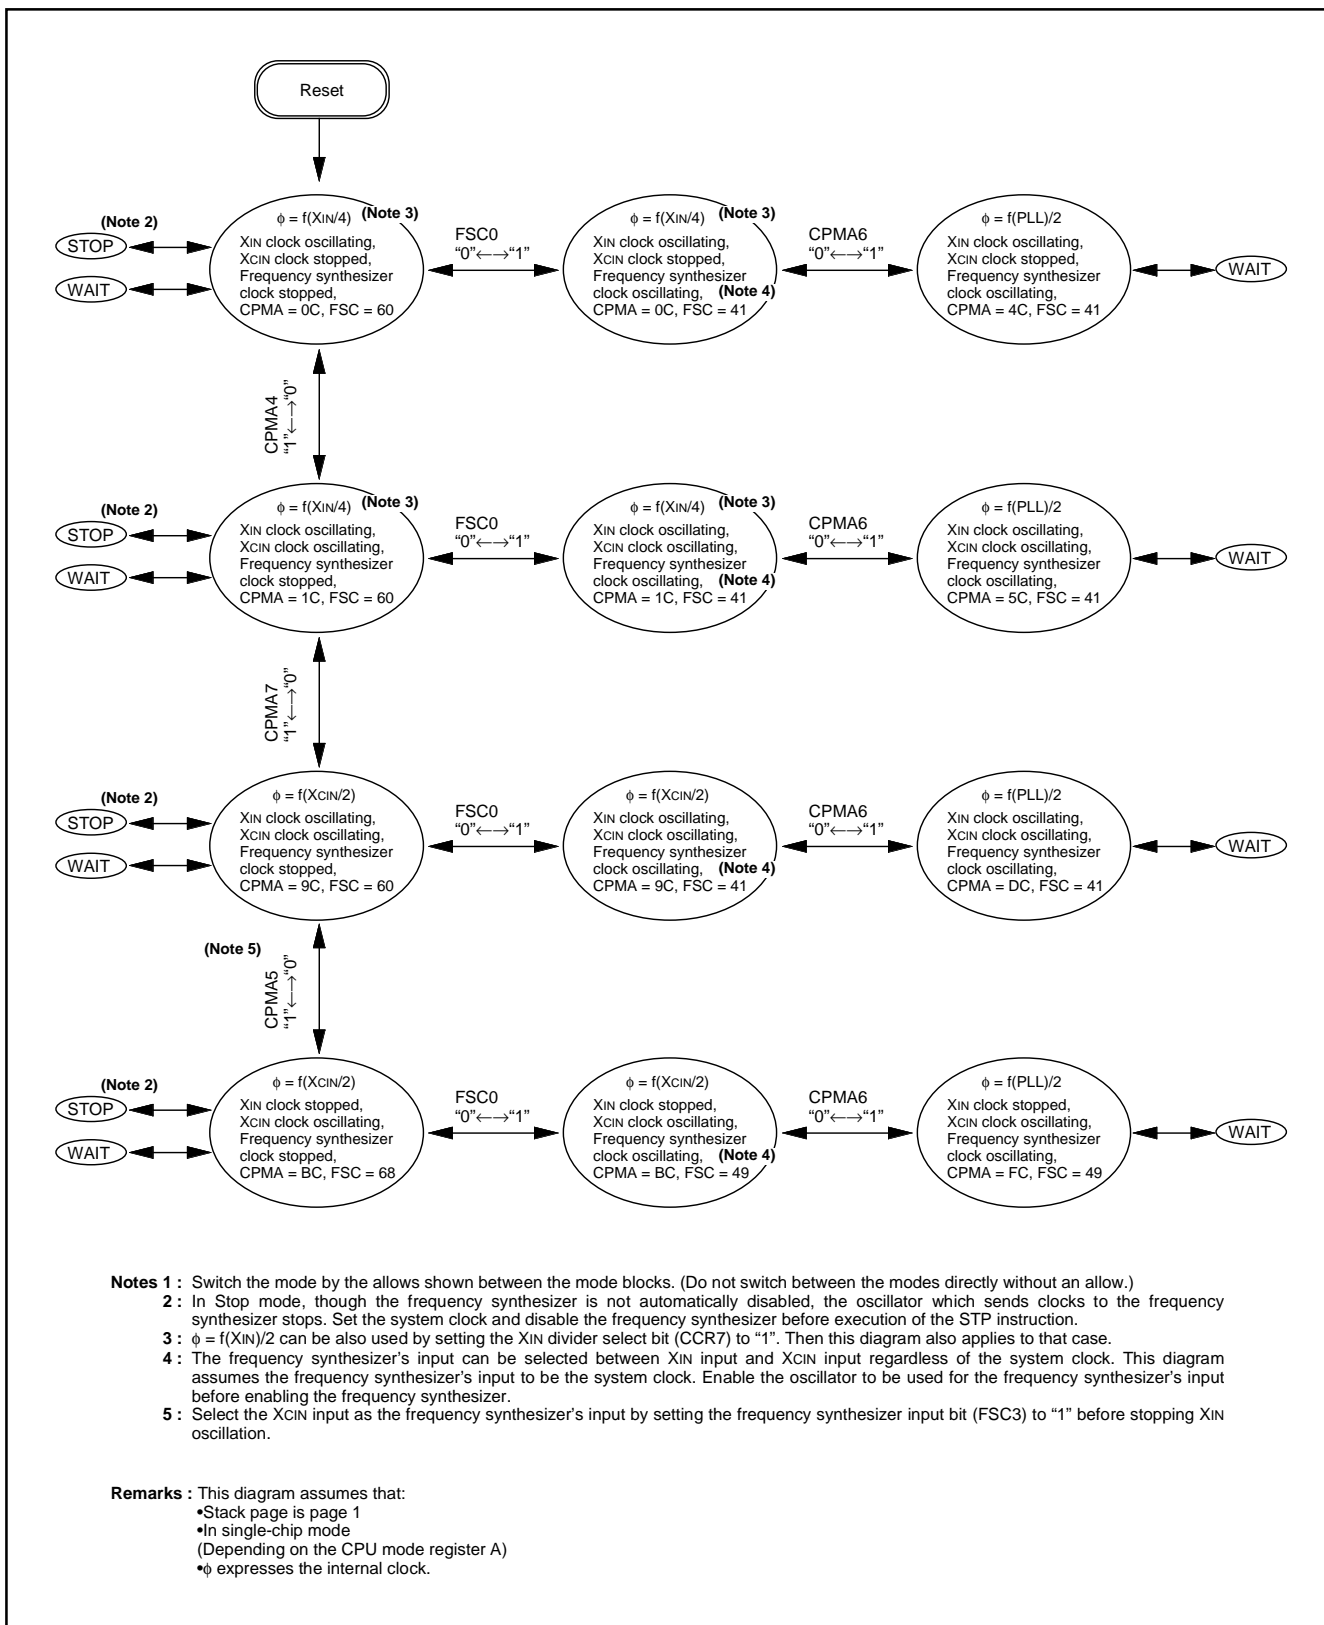 Reset
(Note 2)
STOP
WAIT
ϕ = f(XIN/4) (Note 3)
XIN clock oscillating,
XCIN clock stopped,
Frequency synthesizer
clock stopped,
CPMA = 0C, FSC = 60
FSC0
“0”←→“1”
ϕ = f(XIN/4) (Note 3)
XIN clock oscillating,
XCIN clock stopped,
Frequency synthesizer
clock oscillating, (Note 4)
CPMA = 0C, FSC = 41
CPMA6
“0”←→“1”
ϕ = f(PLL)/2
XIN clock oscillating,
XCIN clock stopped,
Frequency synthesizer
clock oscillating,
CPMA = 4C, FSC = 41
WAIT
CPMA4
“1”←→“0”
(Note 2)
STOP
WAIT
ϕ = f(XIN/4) (Note 3)
XIN clock oscillating,
XCIN clock oscillating,
Frequency synthesizer
clock stopped,
CPMA = 1C, FSC = 60
FSC0
“0”←→“1”
ϕ = f(XIN/4) (Note 3)
XIN clock oscillating,
XCIN clock oscillating,
Frequency synthesizer
clock oscillating, (Note 4)
CPMA = 1C, FSC = 41
CPMA6
“0”←→“1”
ϕ = f(PLL)/2
XIN clock oscillating,
XCIN clock oscillating,
Frequency synthesizer
clock oscillating,
CPMA = 5C, FSC = 41
WAIT
CPMA7
“1”←→“0”
(Note 2)
STOP
WAIT
ϕ = f(XCIN/2)
XIN clock oscillating,
XCIN clock oscillating,
Frequency synthesizer
clock stopped,
CPMA = 9C, FSC = 60
FSC0
“0”←→“1”
ϕ = f(XCIN/2)
XIN clock oscillating,
XCIN clock oscillating,
Frequency synthesizer
clock oscillating, (Note 4)
CPMA = 9C, FSC = 41
CPMA6
“0”←→“1”
ϕ = f(PLL)/2
XIN clock oscillating,
XCIN clock oscillating,
Frequency synthesizer
clock oscillating,
CPMA = DC, FSC = 41
WAIT
(Note 5)
CPMA5
“1”←→“0”
(Note 2)
STOP
WAIT
ϕ = f(XCIN/2)
XIN clock stopped,
XCIN clock oscillating,
Frequency synthesizer
clock stopped,
CPMA = BC, FSC = 68
FSC0
“0”←→“1”
ϕ = f(XCIN/2)
XIN clock stopped,
XCIN clock oscillating,
Frequency synthesizer
clock oscillating, (Note 4)
CPMA = BC, FSC = 49
CPMA6
“0”←→“1”
ϕ = f(PLL)/2
XIN clock stopped,
XCIN clock oscillating,
Frequency synthesizer
clock oscillating,
CPMA = FC, FSC = 49
WAIT
Notes 1 : Switch the mode by the allows shown between the mode blocks. (Do not switch between the modes directly without an allow.)
2 : In Stop mode, though the frequency synthesizer is not automatically disabled, the oscillator which sends clocks to the frequency
synthesizer stops. Set the system clock and disable the frequency synthesizer before execution of the STP instruction.
3 : ϕ = f(XIN)/2 can be also used by setting the XIN divider select bit (CCR7) to “1”. Then this diagram also applies to that case.
4 : The frequency synthesizer’s input can be selected between XIN input and XCIN input regardless of the system clock. This diagram
assumes the frequency synthesizer’s input to be the system clock. Enable the oscillator to be used for the frequency synthesizer’s input
before enabling the frequency synthesizer.
5 : Select the XCIN input as the frequency synthesizer’s input by setting the frequency synthesizer input bit (FSC3) to “1” before stopping XIN
oscillation.
Remarks : This diagram assumes that:
•Stack page is page 1
•In single-chip mode
(Depending on the CPU mode register A)
•ϕ expresses the internal clock.